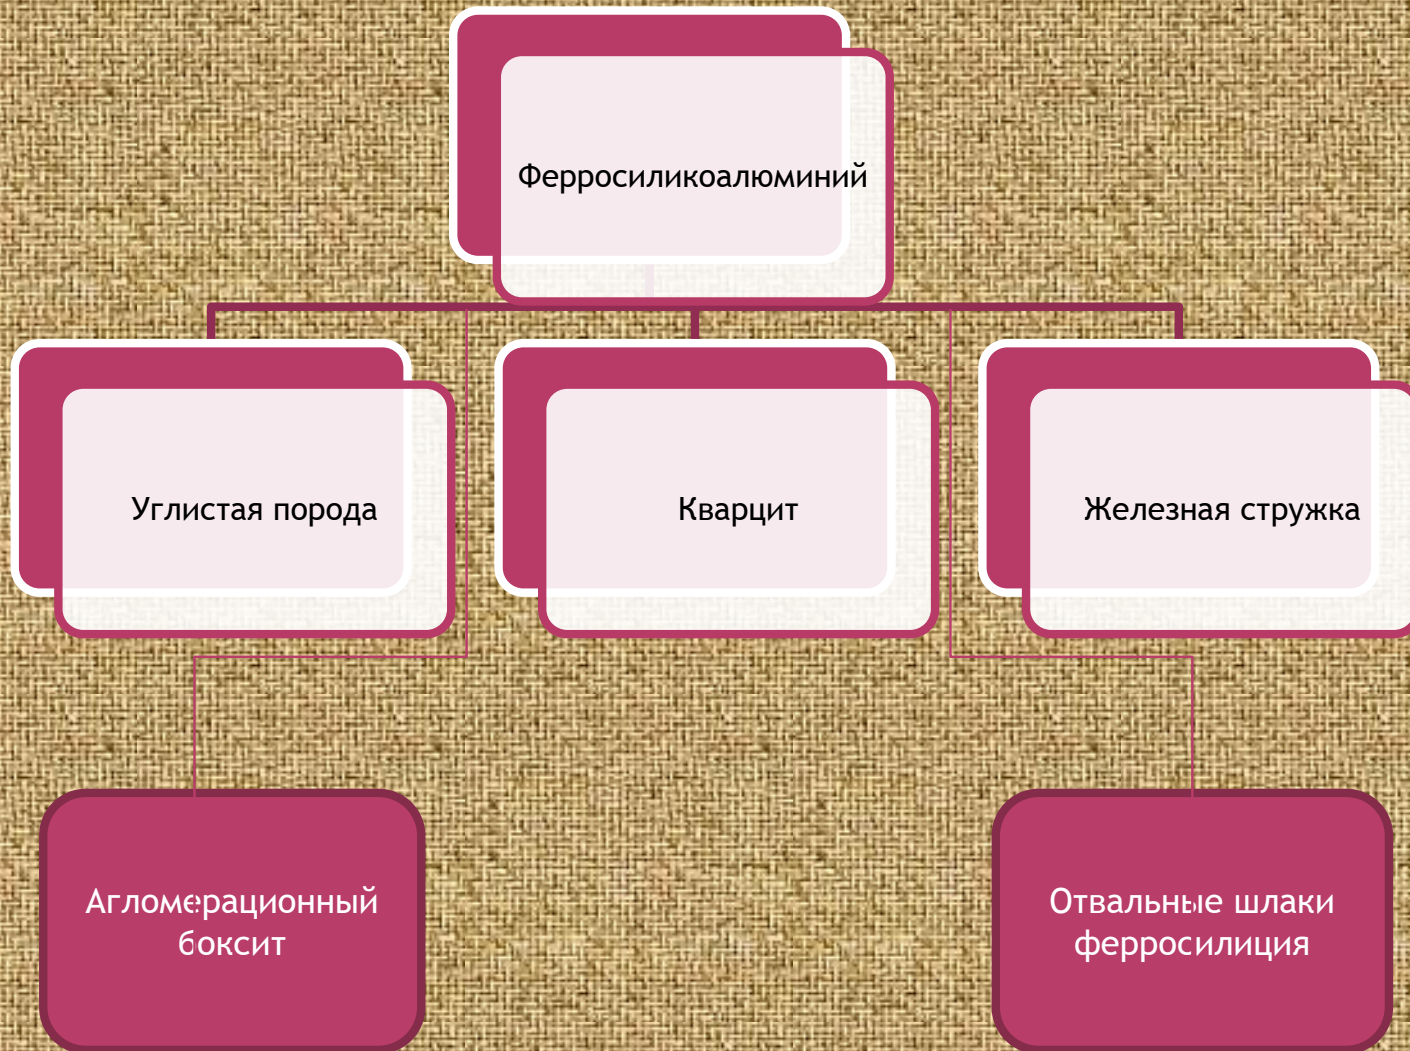 Ферросиликоалюминий
Углистая порода
Кварцит
Железная стружка
Агломерационный
боксит
Отвальные шлаки
ферросилиция